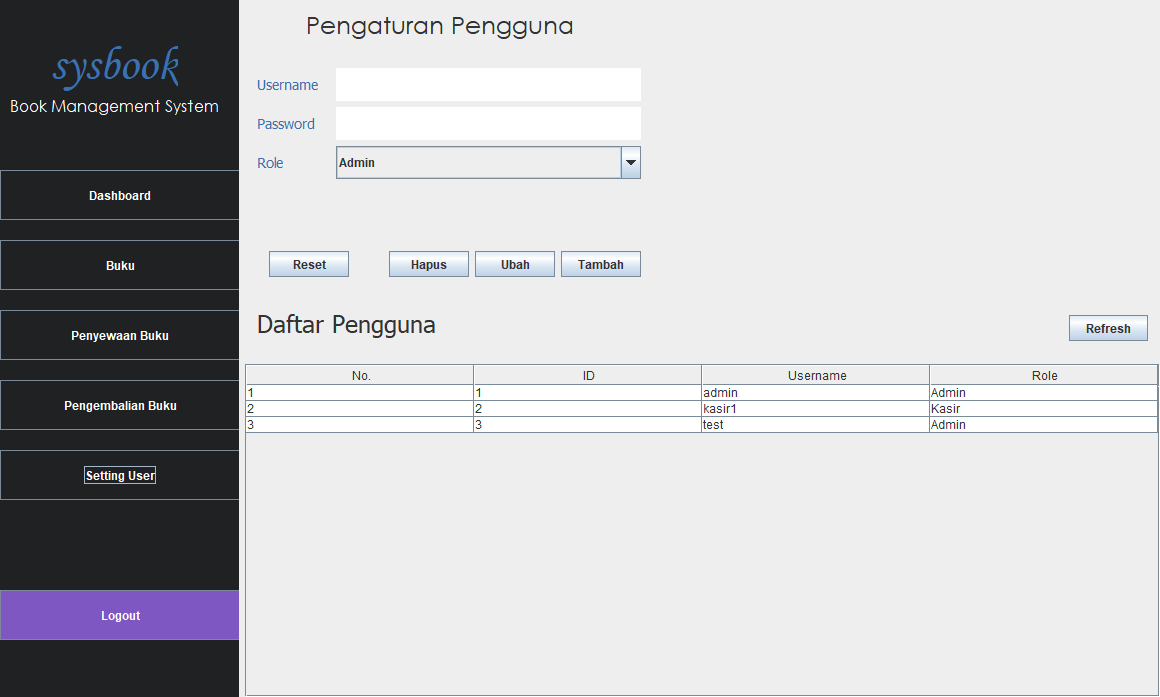 sysbook
Book Management System
Dashboard
Buku
Penyewaan Buku
Pengembalian Buku
Setting User
Logout
Pengaturan Pengguna
Username
Password
Role Admin
Reset Hapus Ubah Tambah
Daftar Pengguna Refresh
No. ID Username Role
1 1 admin Admin
2 2 kasir1 Kasir
3 3 test Admin